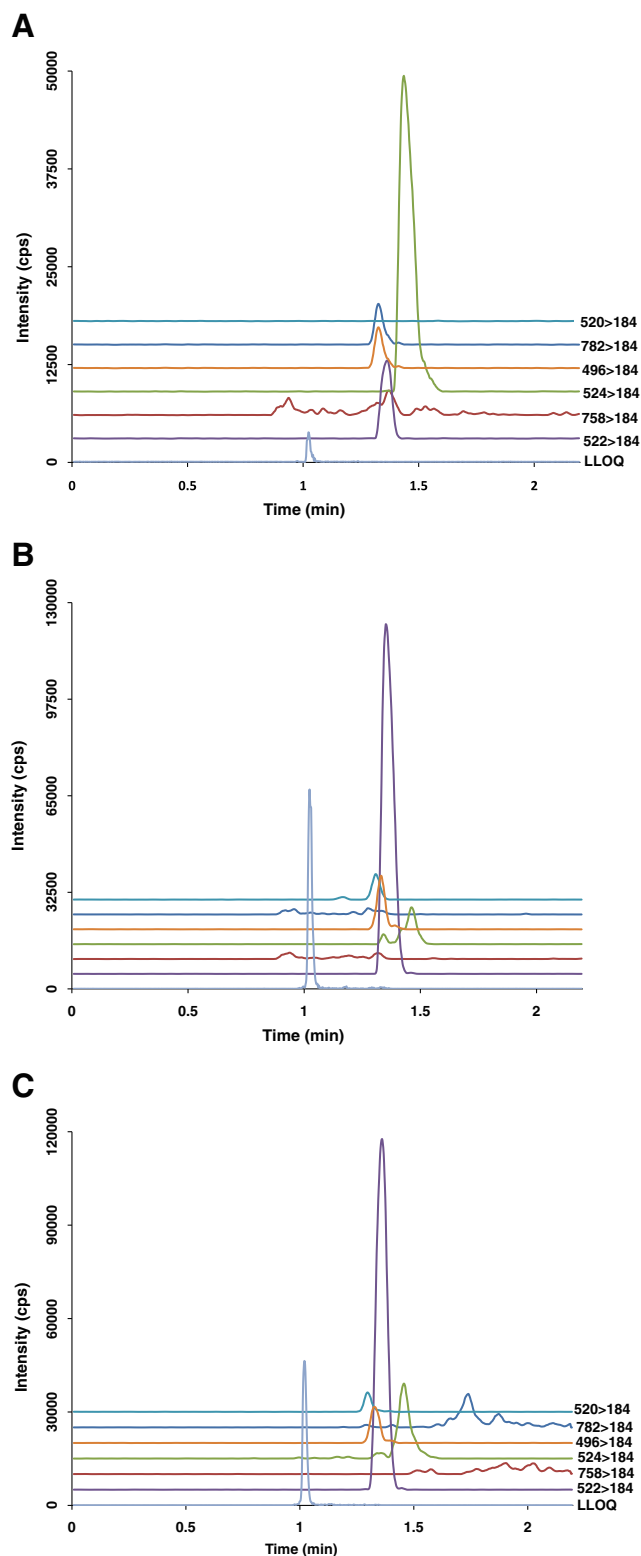 A
Intensity (cps)
50000
37500
25000
12500
0
520>184
782>184
496>184
524>184
758>184
522>184
LLOQ
0 0.5 1 1.5 2
Time (min)
B
Intensity (cps)
130000
97500
65000
32500
0
0 0.5 1 1.5 2
Time (min)
C
Intensity (cps)
120000
90000
60000
30000
0
520>184
782>184
496>184
524>184
758>184
522>184
LLOQ
0 0.5 1 1.5 2
Time (min)